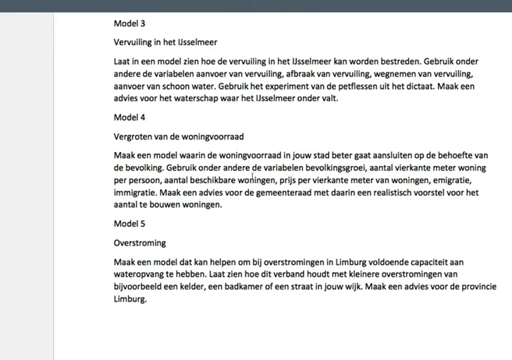 Model 3
Vervuiling in het IJsselmeer
Laat in een model zien hoe de vervuiling in het IJsselmeer kan worden bestreden. Gebruik onder
andere de variabelen aanvoer van vervuiling, afbraak van vervuiling, wegnemen van vervuiling,
aanvoer van schoon water. Gebruik het experiment van de petflessen uit het dictaat. Maak een
advies voor het waterschap waar het IJsselmeer onder valt.
Model 4
Vergroten van de woningvoorraad
Maak een model waarin de woningvoorraad in jouw stad beter gaat aansluiten op de behoefte van
de bevolking. Gebruik onder andere de variabelen bevolkingsgroei, aantal vierkante meter woning
per persoon, aantal beschikbare woningen, prijs per vierkante meter van woningen, emigratie,
immigratie. Maak een advies voor de gemeenteraad met daarin een realistisch voorstel voor het
aantal te bouwen woningen.
Model 5
Overstroming
Maak een model dat kan helpen om bij overstromingen in Limburg voldoende capaciteit aan
wateropvang te hebben. Laat zien hoe dit verband houdt met kleinere overstromingen van
bijvoorbeeld een kelder, een badkamer of een straat in jouw wijk. Maak een advies voor de provincie
Limburg.